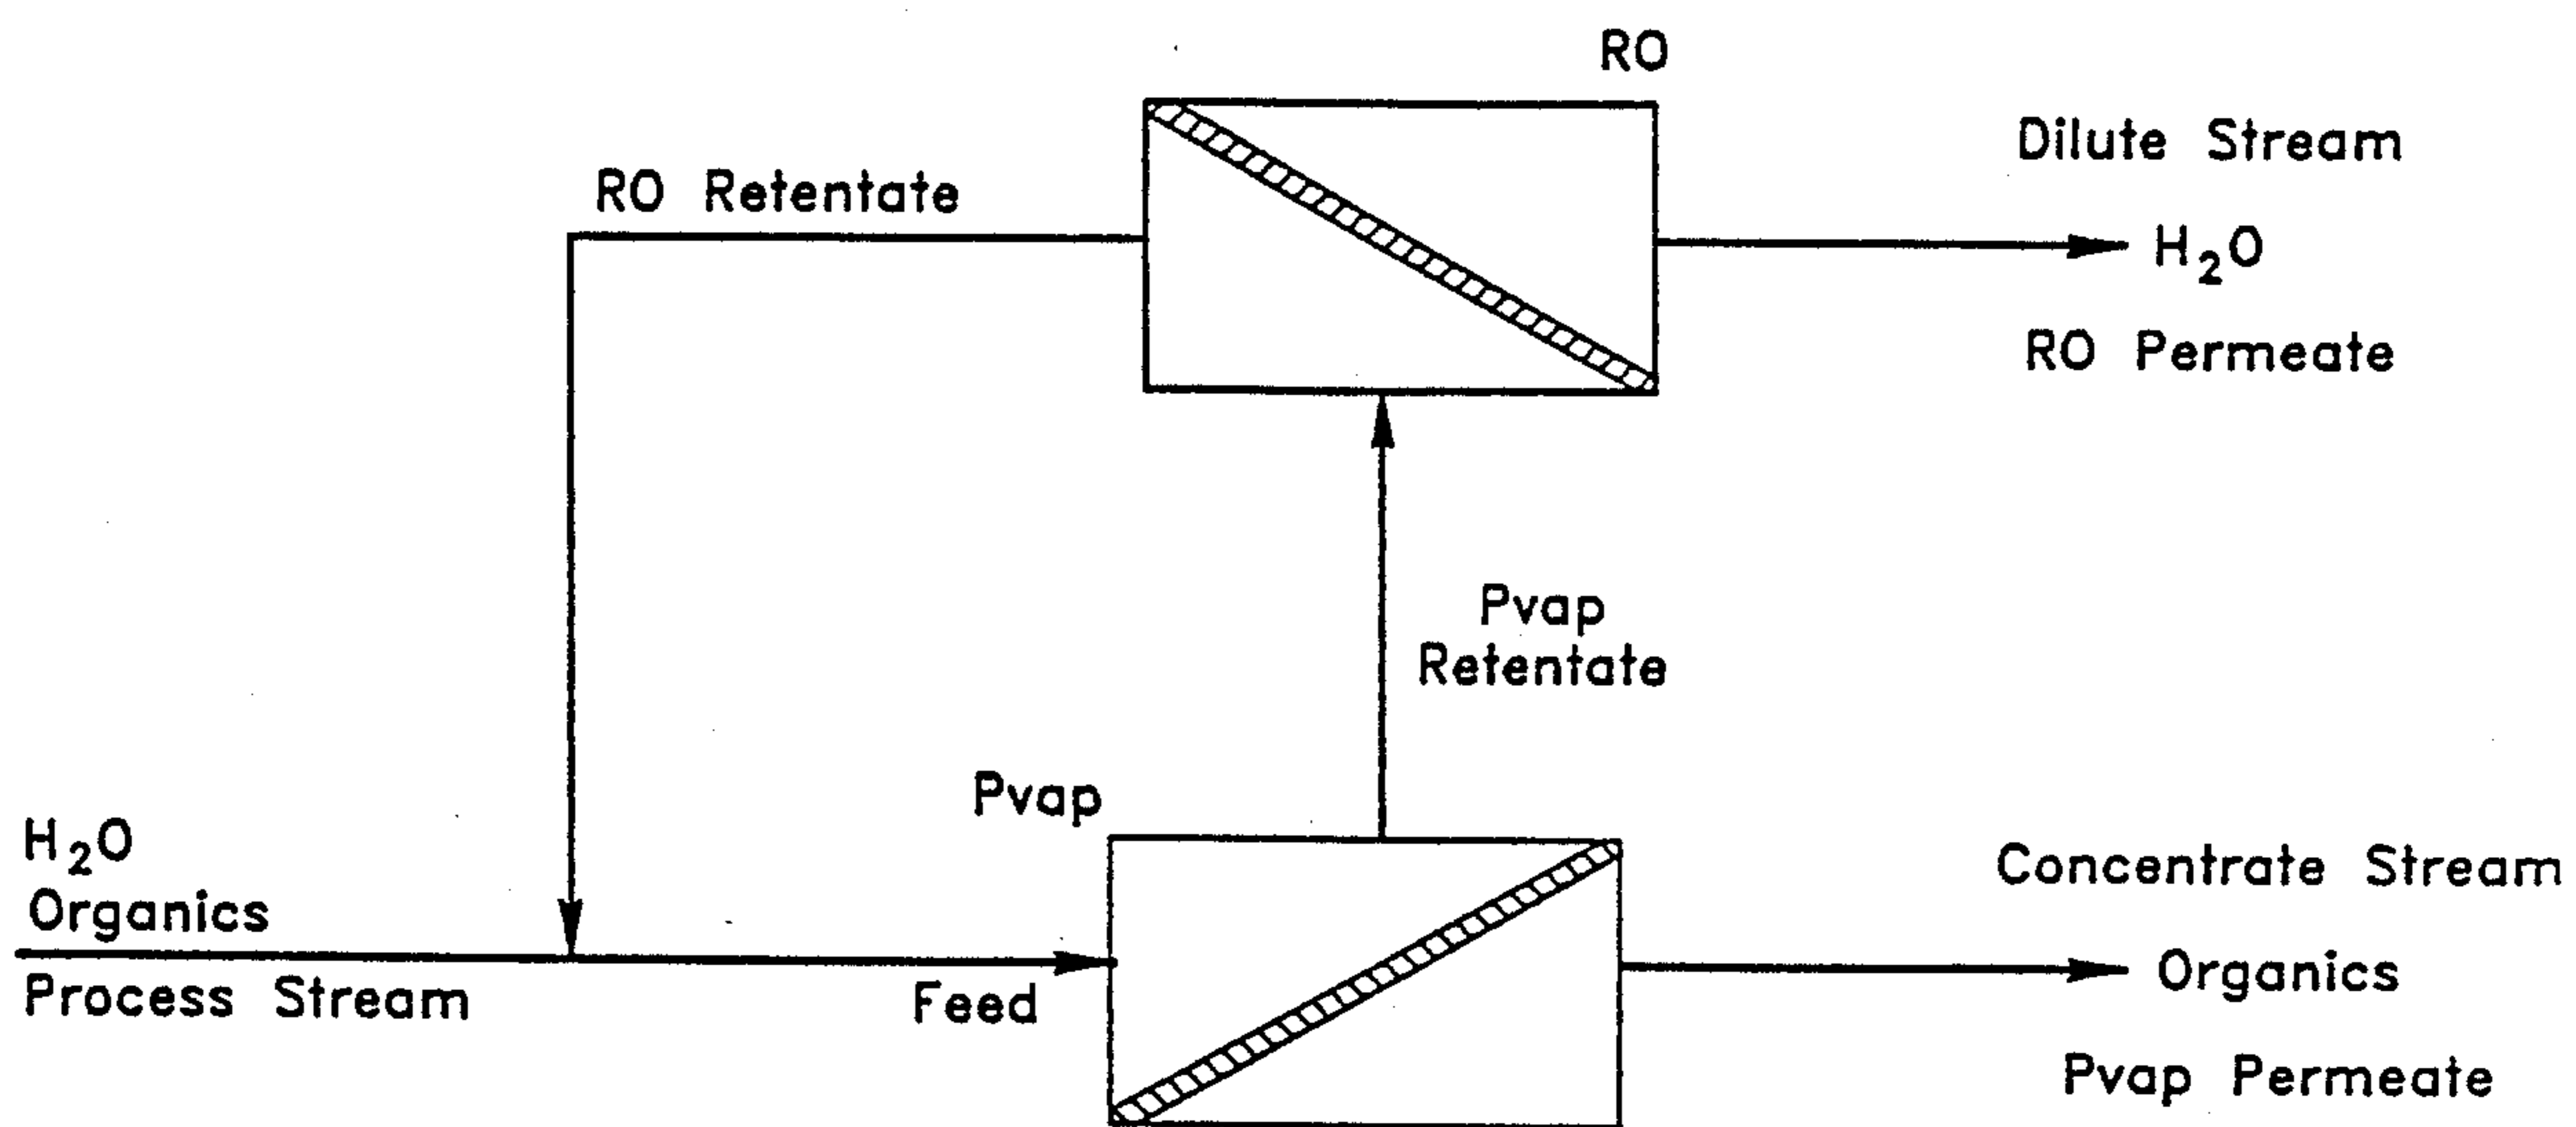 RO
Dilute Stream
RO Retentate
H₂O
RO Permeate
Pvap
Retentate
Pvap
H₂O
Organics
Process Stream
Feed
Concentrate Stream
Organics
Pvap Permeate